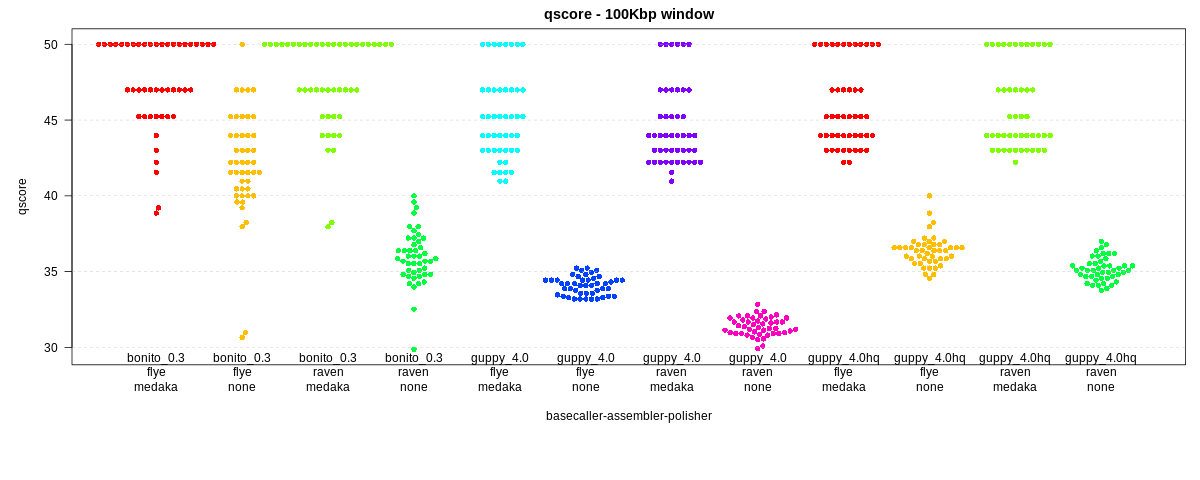 qscore - 100Kbp window
50
45
40
35
30
qscore
bonito_0.3 bonito_0.3 bonito_0.3 bonito_0.3 guppy_4.0 guppy_4.0 guppy_4.0 guppy_4.0 guppy_4.0hq guppy_4.0hq guppy_4.0hq guppy_4.0hq
flye flye raven raven flye flye raven raven flye flye raven raven
medaka none medaka none medaka none medaka none medaka none medaka none
basecaller-assembler-polisher